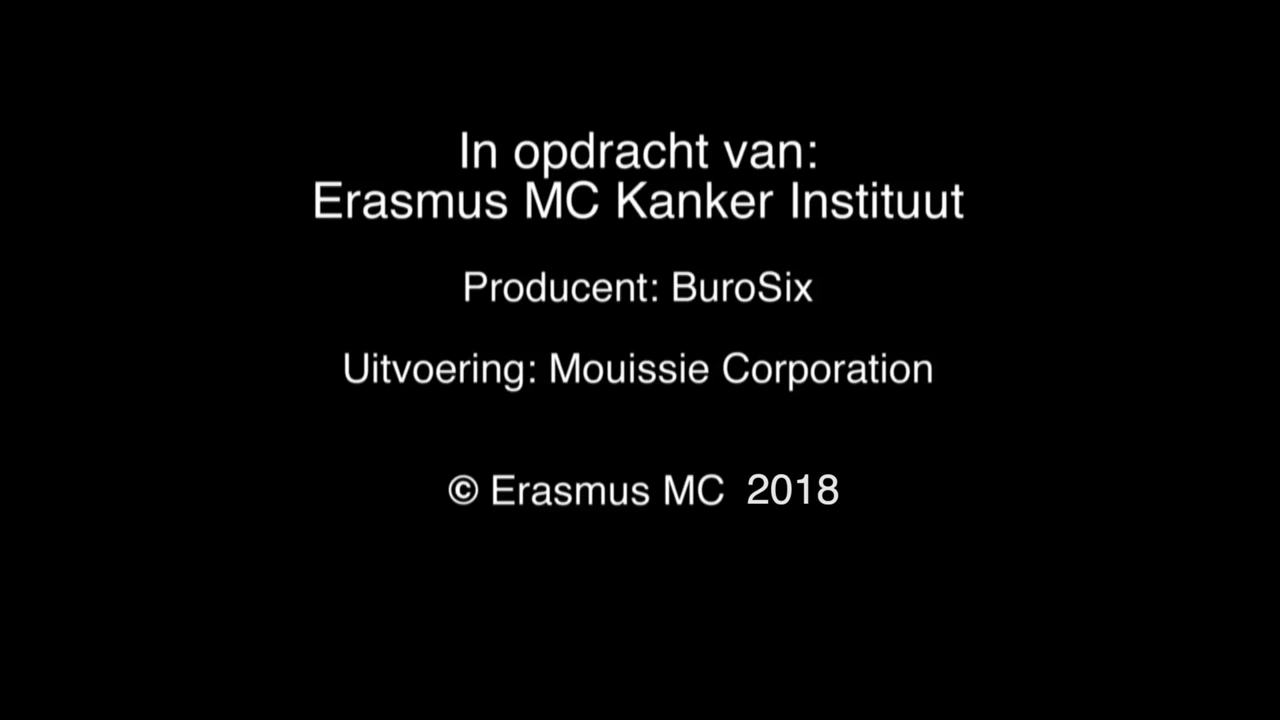 In opdracht van:
Erasmus MC Kanker Instituut
Producent: BuroSix
Uitvoering: Mouissie Corporation
© Erasmus MC 2018